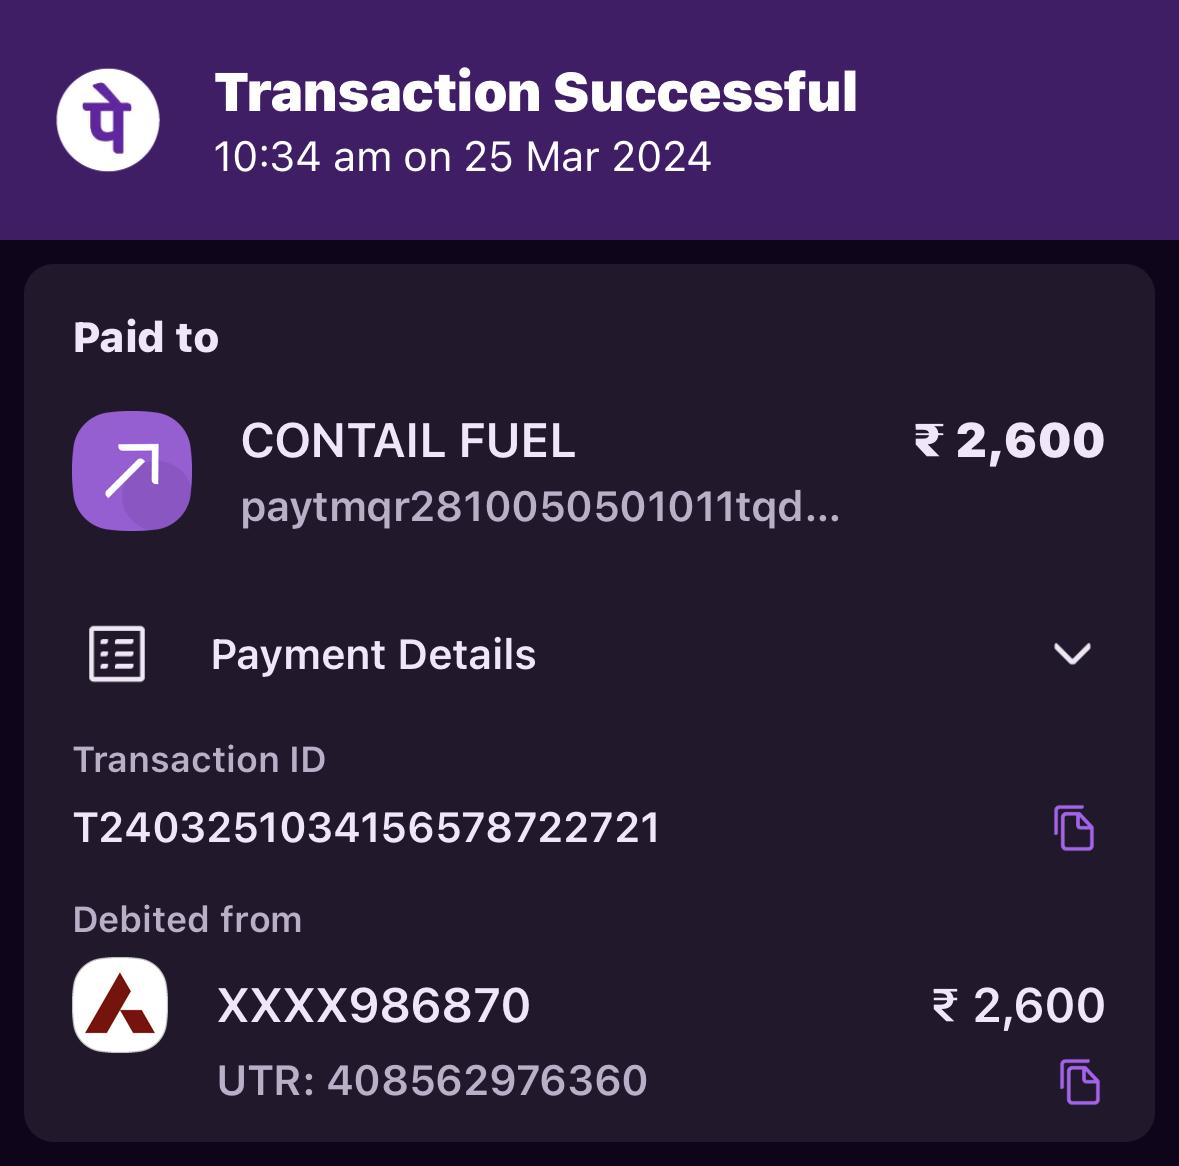 पे
Transaction Successful
10:34 am on 25 Mar 2024
Paid to
CONTAIL FUEL
₹ 2,600
paytmqr2810050501011tqd...
Payment Details
Transaction ID
T2403251034156578722721
Debited from
XXXX986870
₹ 2,600
UTR: 408562976360